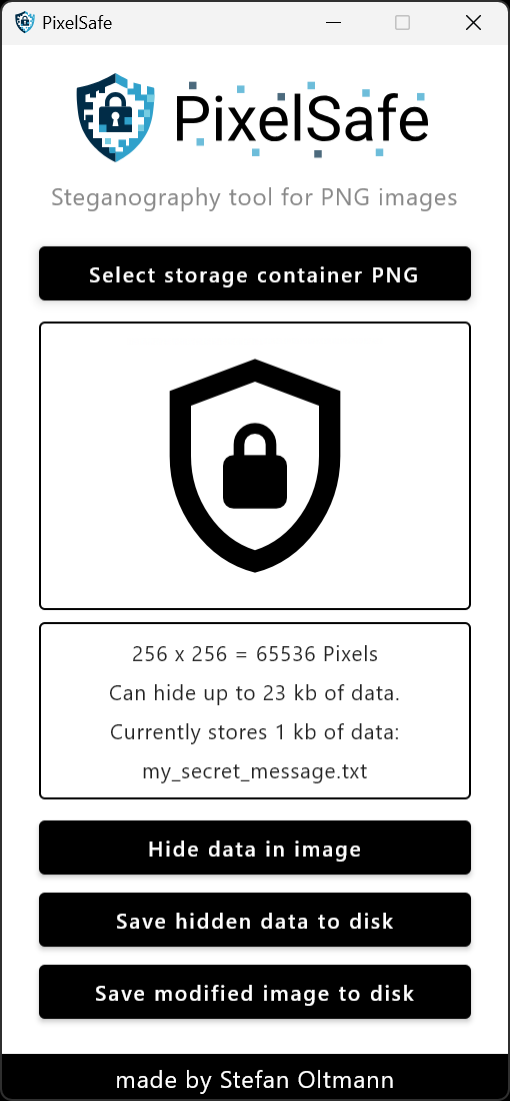 PixelSafe
PixelSafe
Steganography tool for PNG images
Select storage container PNG
256 x 256 = 65536 Pixels
Can hide up to 23 kb of data.
Currently stores 1 kb of data:
my_secret_message.txt
Hide data in image
Save hidden data to disk
Save modified image to disk
made by Stefan Oltmann